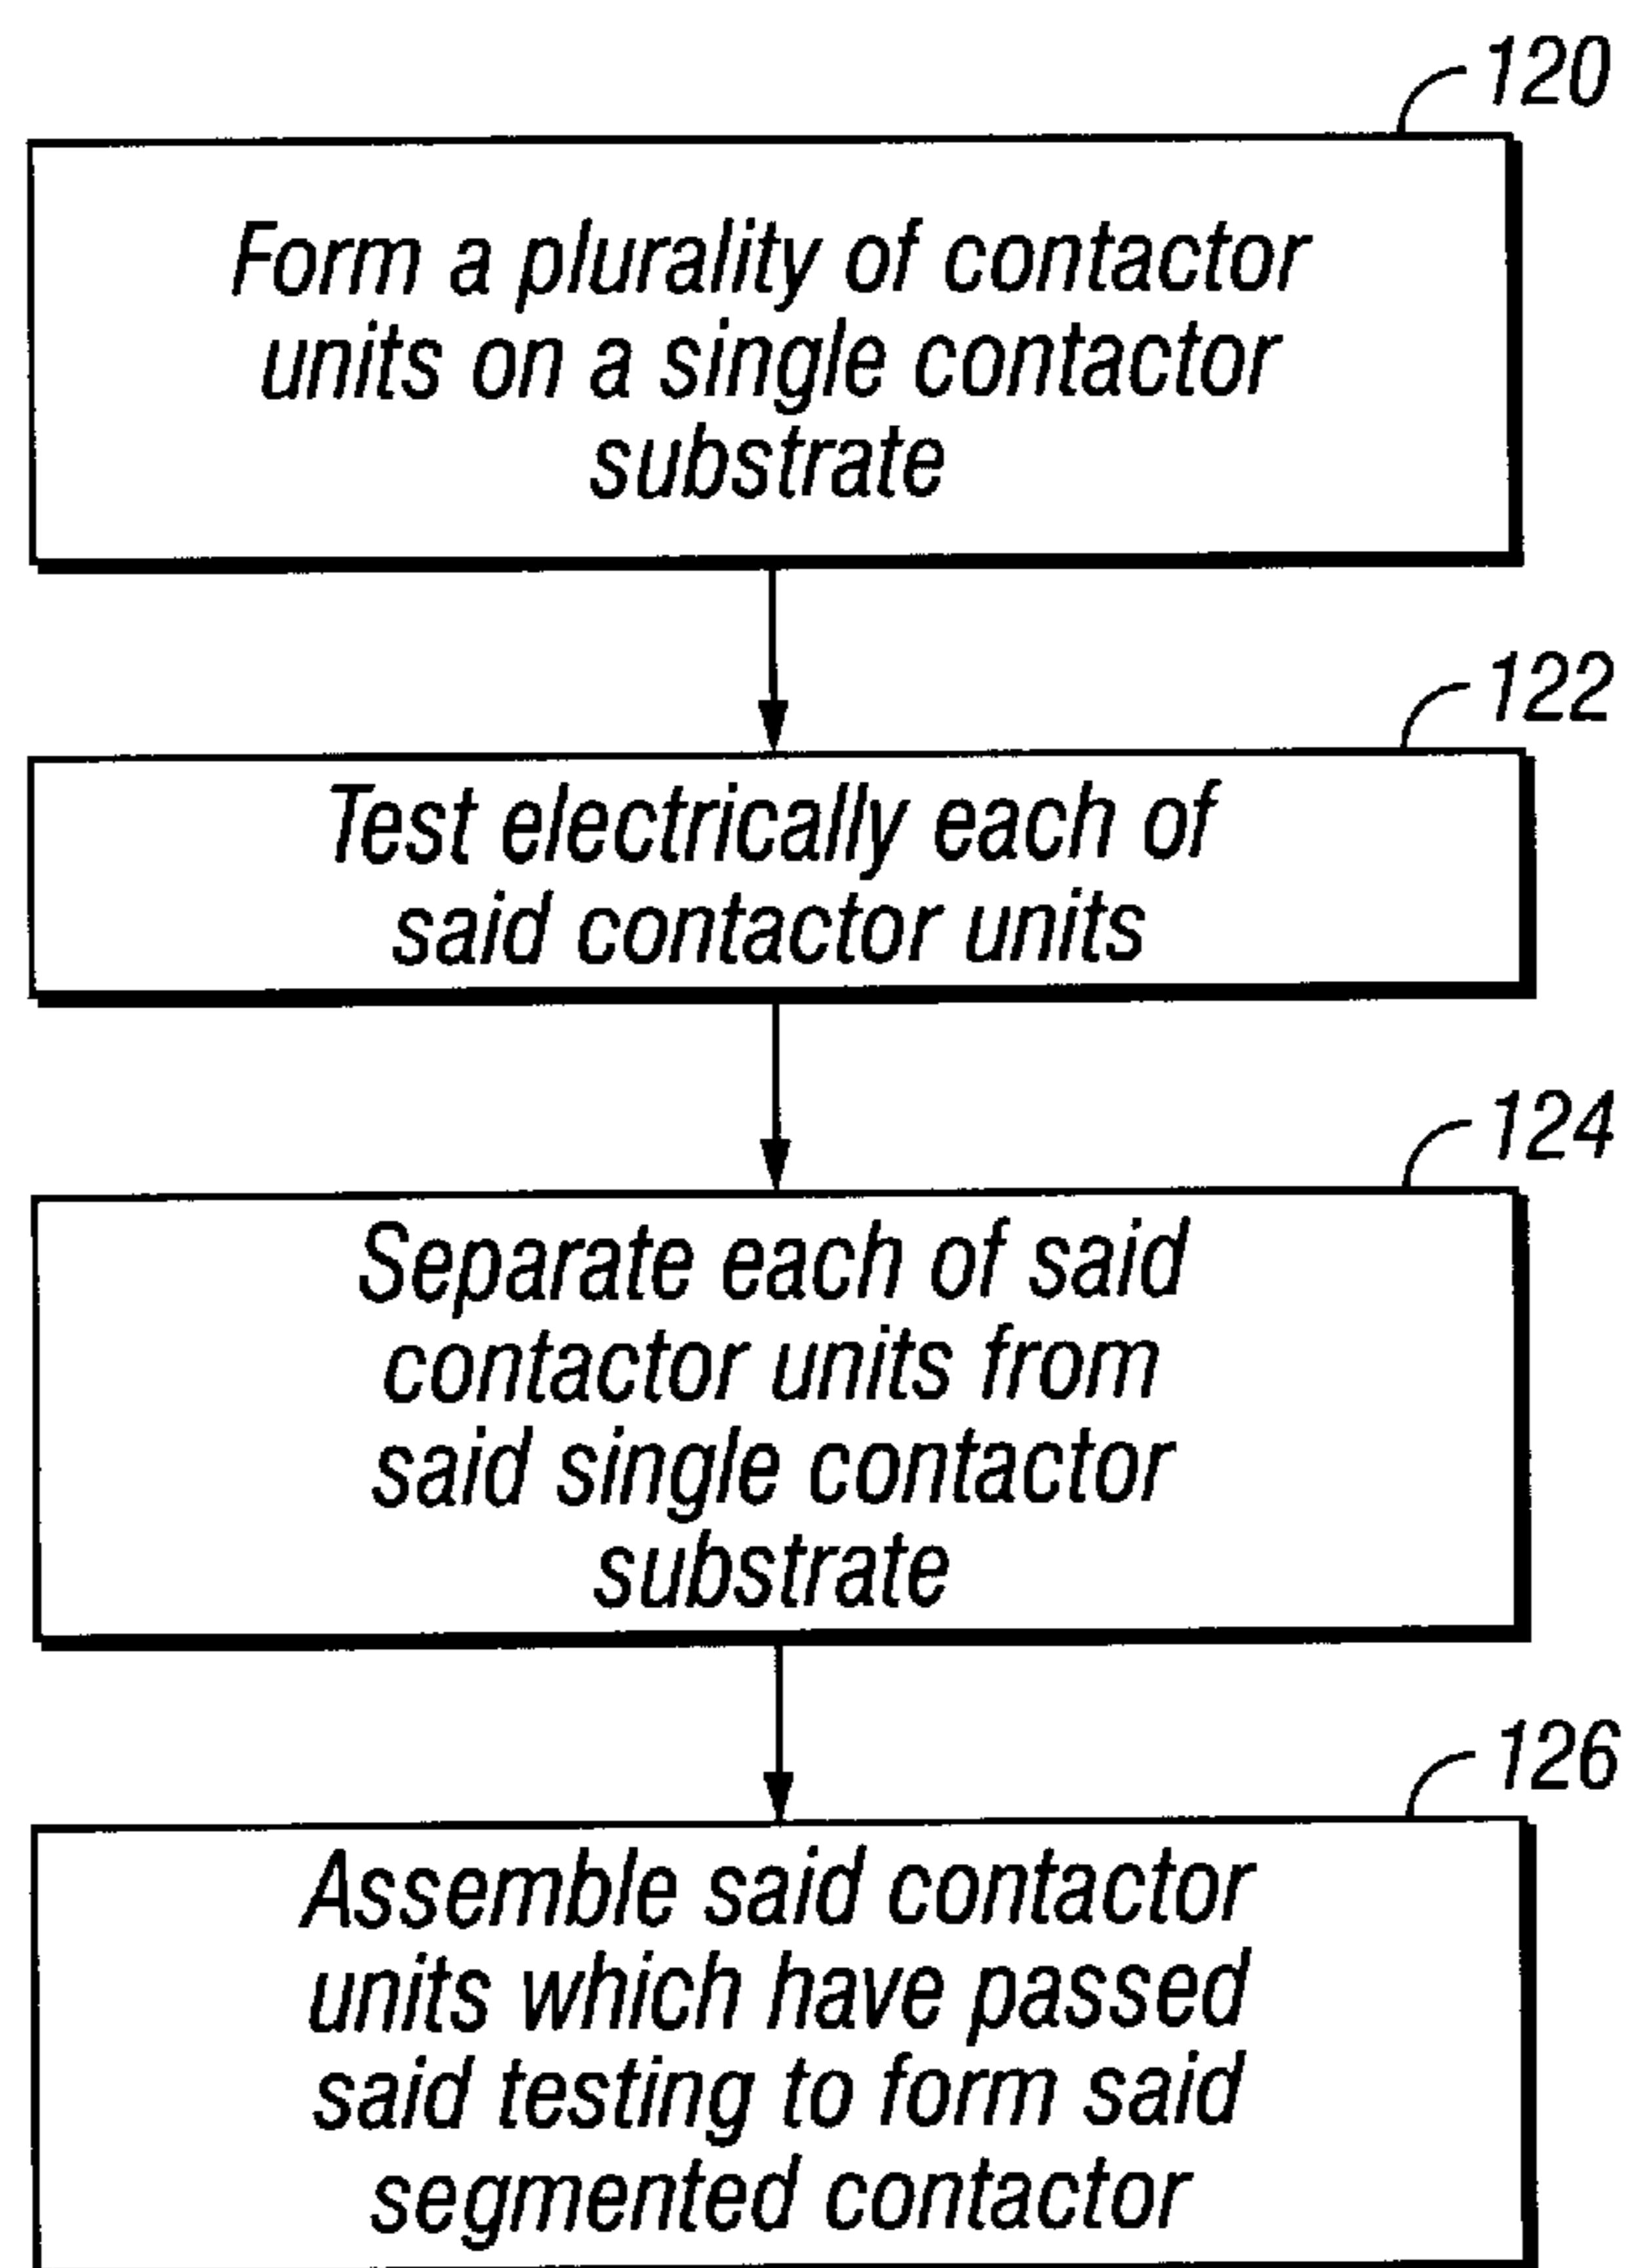 120
Form a plurality of contactor
units on a single contactor
substrate
122
Test electrically each of
said contactor units
124
Separate each of said
contactor units from
said single contactor
substrate
126
Assemble said contactor
units which have passed
said testing to form said
segmented contactor